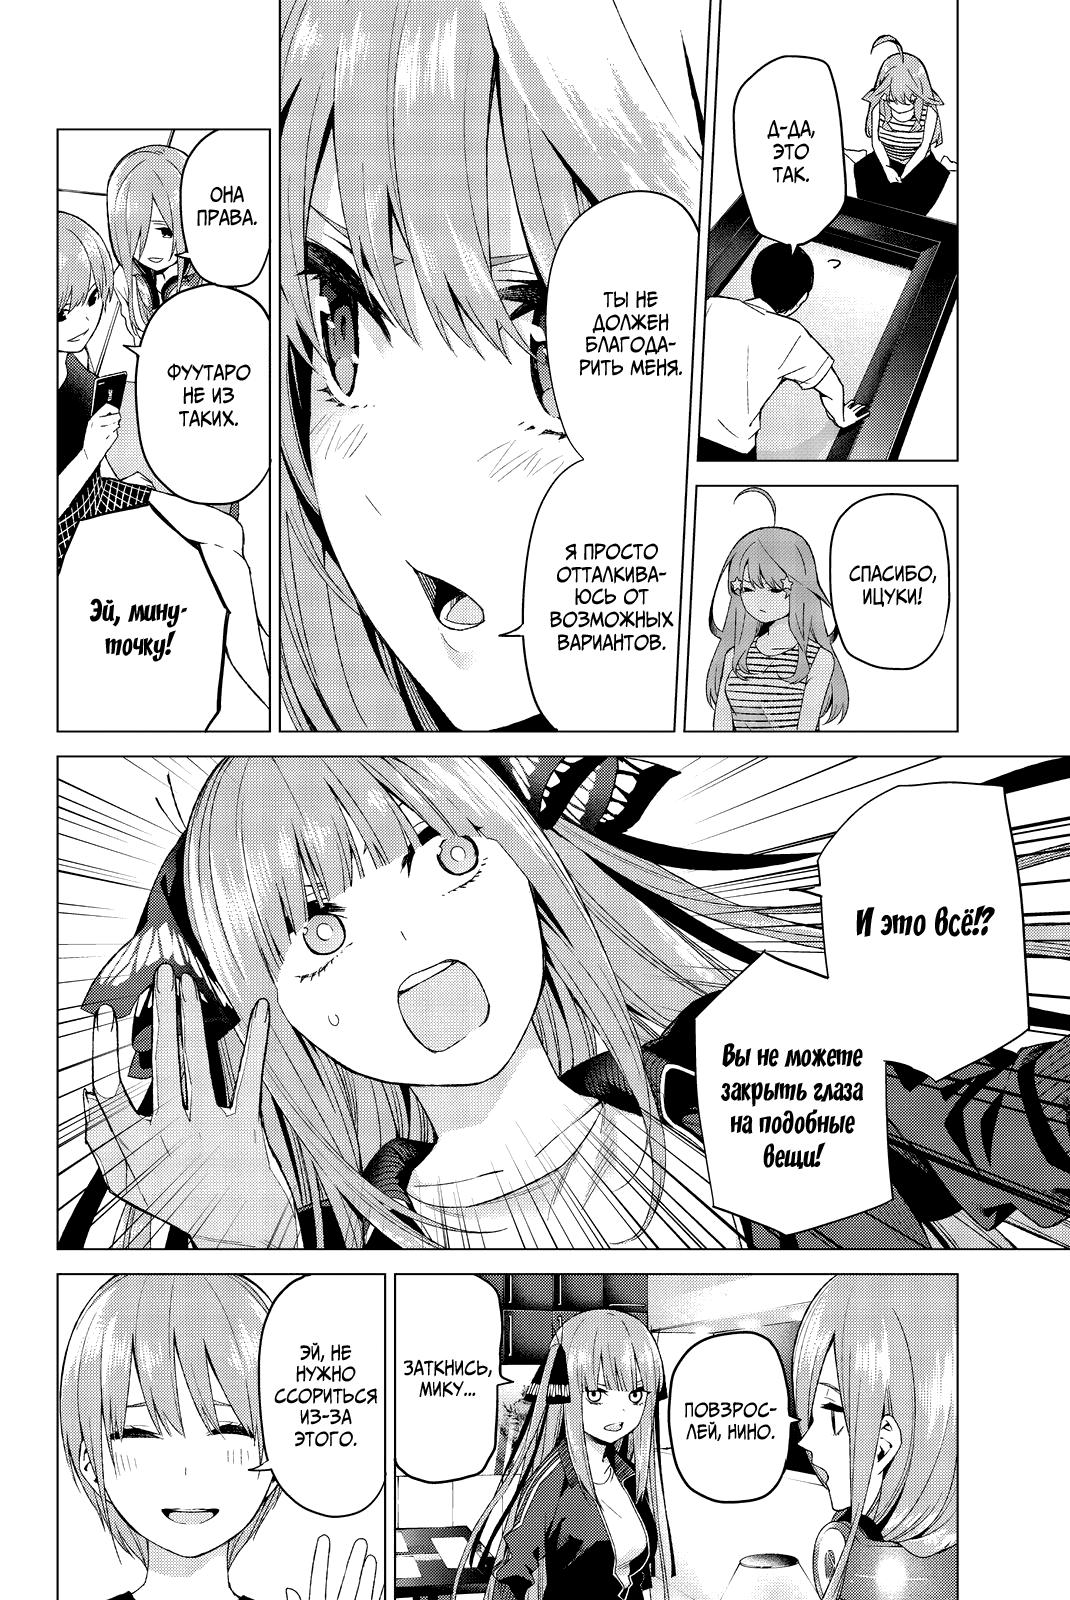 Д-ДА,
ЭТО
ТАК.
СПАСИБО,
ИЦУКИ!
ТЫ НЕ
ДОЛЖЕН
БЛАГОДА-
РИТЬ МЕНЯ.
Я ПРОСТО
ОТТАЛКИВА-
ЮСЬ ОТ
ВОЗМОЖНЫХ
ВАРИАНТОВ.
ОНА
ПРАВА.
ФУУТАРО
НЕ ИЗ
ТАКИХ.
Эй, мину-
точку!
И это всё!?
Вы не можете
закрыть глаза
на подобные
вещи!
ПОВЗРОС-
ЛЕЙ, НИНО.
ЗАТКНИСЬ,
МИКУ...
ЭЙ, НЕ
НУЖНО
ССОРИТЬСЯ
ИЗ-ЗА
ЭТОГО.